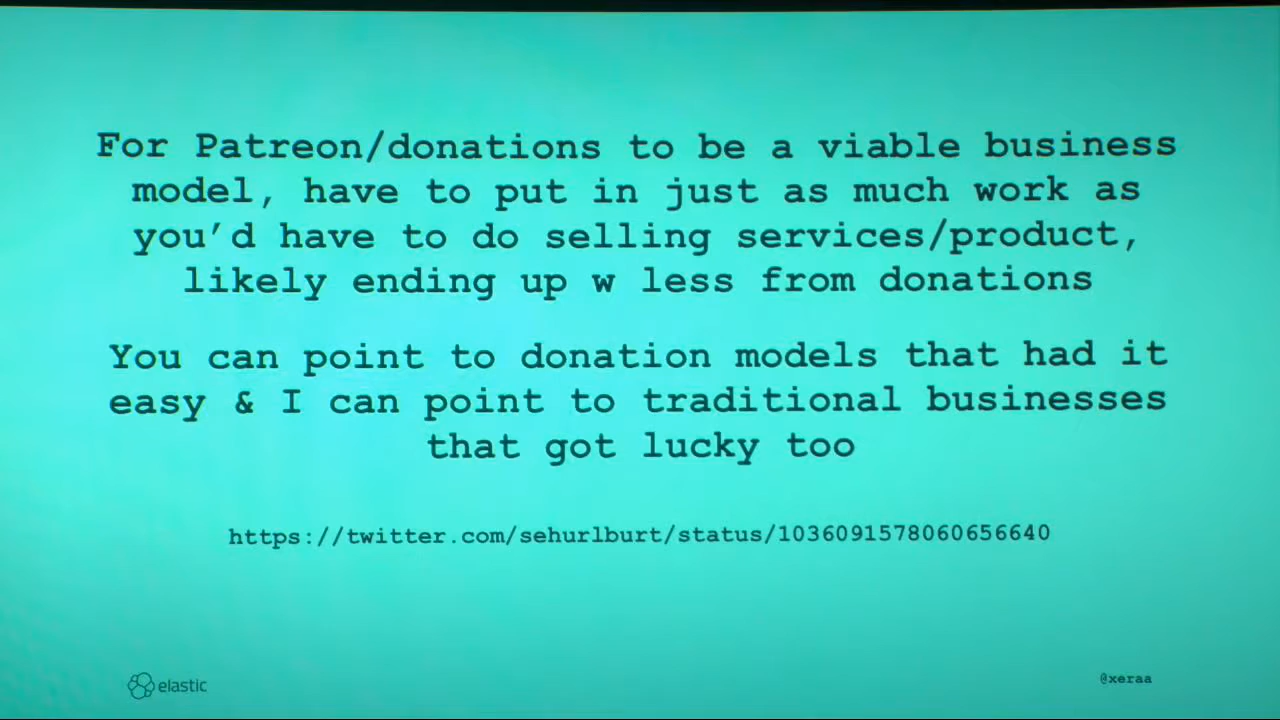 For Patreon/donations to be a viable business
model, have to put in just as much work as
you’d have to do selling services/product,
likely ending up w less from donations
You can point to donation models that had it
easy & I can point to traditional businesses
that got lucky too
https://twitter.com/sehurlburt/status/1036091578060656640
elastic
@xeraa